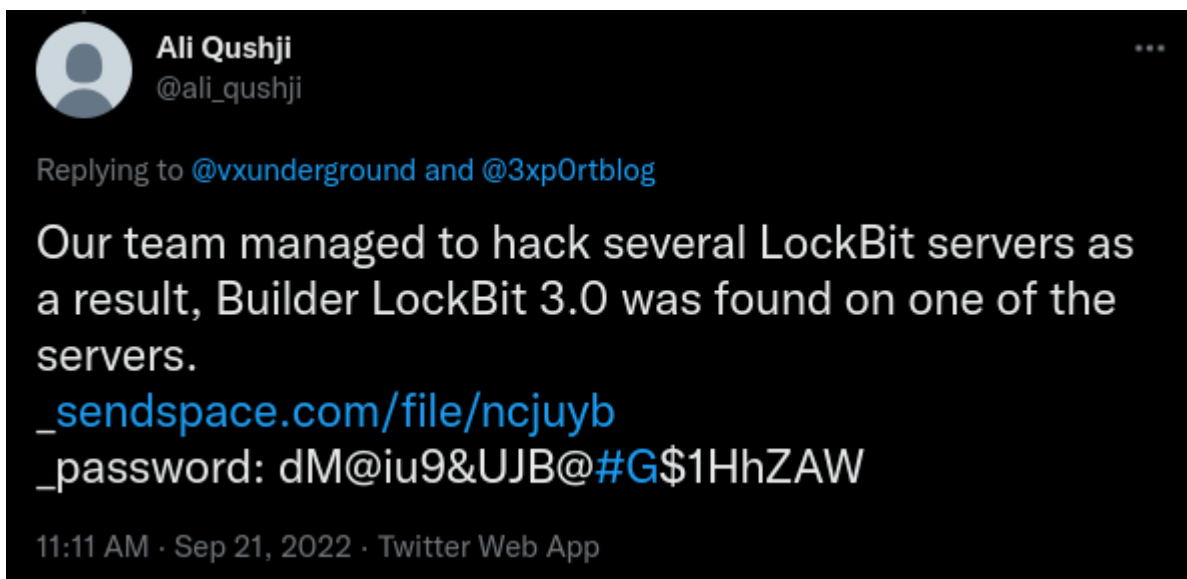 Ali Qushji
@ali_qushji
Replying to @vxunderground and @3xp0rtblog
Our team managed to hack several LockBit servers as
a result, Builder LockBit 3.0 was found on one of the
servers.
_sendspace.com/file/ncjuyb
_password: dM@iu9&UJB@#G$1HhZAW
11:11 AM · Sep 21, 2022 · Twitter Web App